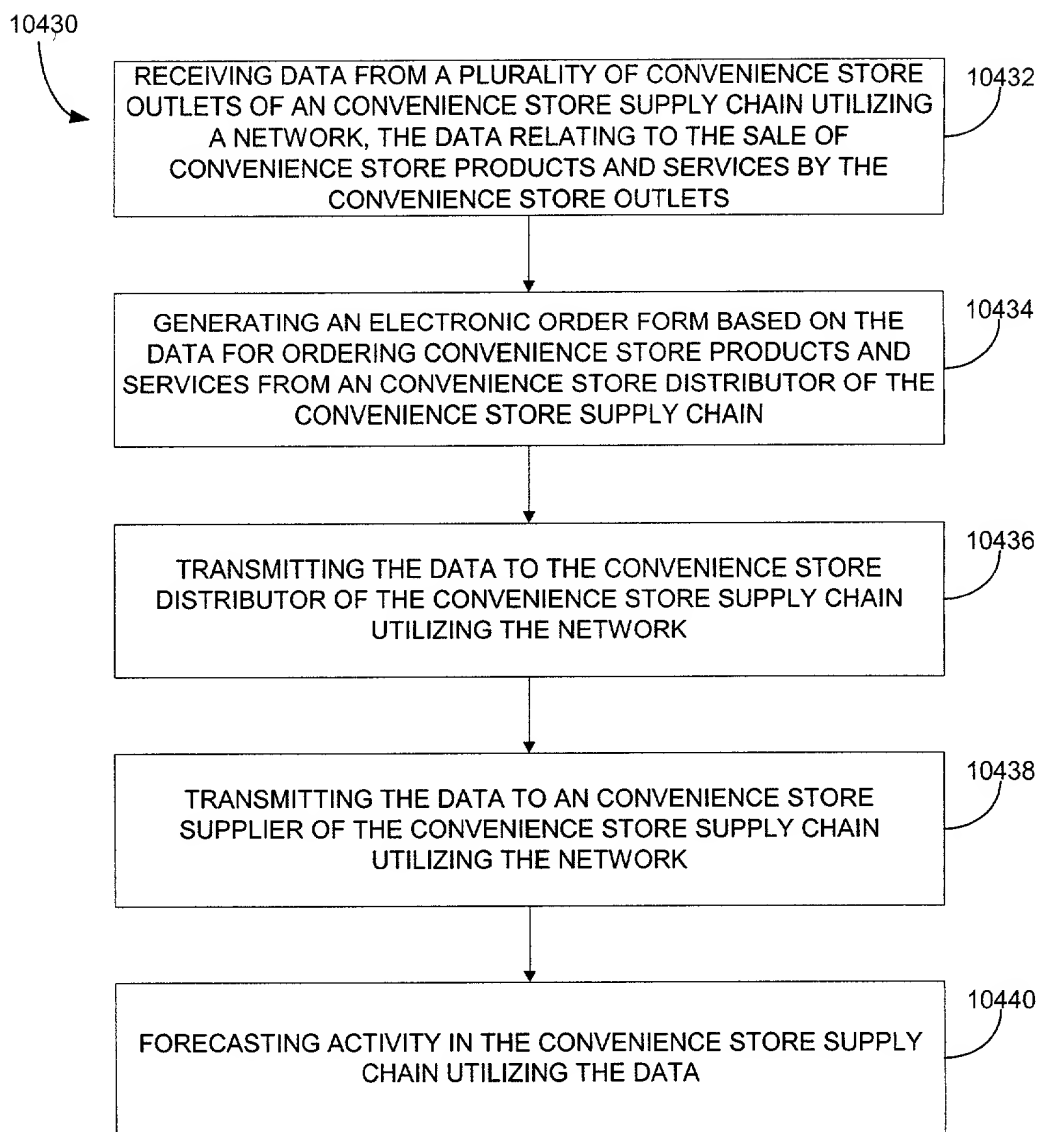 10430
RECEIVING DATA FROM A PLURALITY OF CONVENIENCE STORE
OUTLETS OF AN CONVENIENCE STORE SUPPLY CHAIN UTILIZING
A NETWORK, THE DATA RELATING TO THE SALE OF
CONVENIENCE STORE PRODUCTS AND SERVICES BY THE
CONVENIENCE STORE OUTLETS
10432
GENERATING AN ELECTRONIC ORDER FORM BASED ON THE
DATA FOR ORDERING CONVENIENCE STORE PRODUCTS AND
SERVICES FROM AN CONVENIENCE STORE DISTRIBUTOR OF THE
CONVENIENCE STORE SUPPLY CHAIN
10434
TRANSMITTING THE DATA TO THE CONVENIENCE STORE
DISTRIBUTOR OF THE CONVENIENCE STORE SUPPLY CHAIN
UTILIZING THE NETWORK
10436
TRANSMITTING THE DATA TO AN CONVENIENCE STORE
SUPPLIER OF THE CONVENIENCE STORE SUPPLY CHAIN
UTILIZING THE NETWORK
10438
FORECASTING ACTIVITY IN THE CONVENIENCE STORE SUPPLY
CHAIN UTILIZING THE DATA
10440